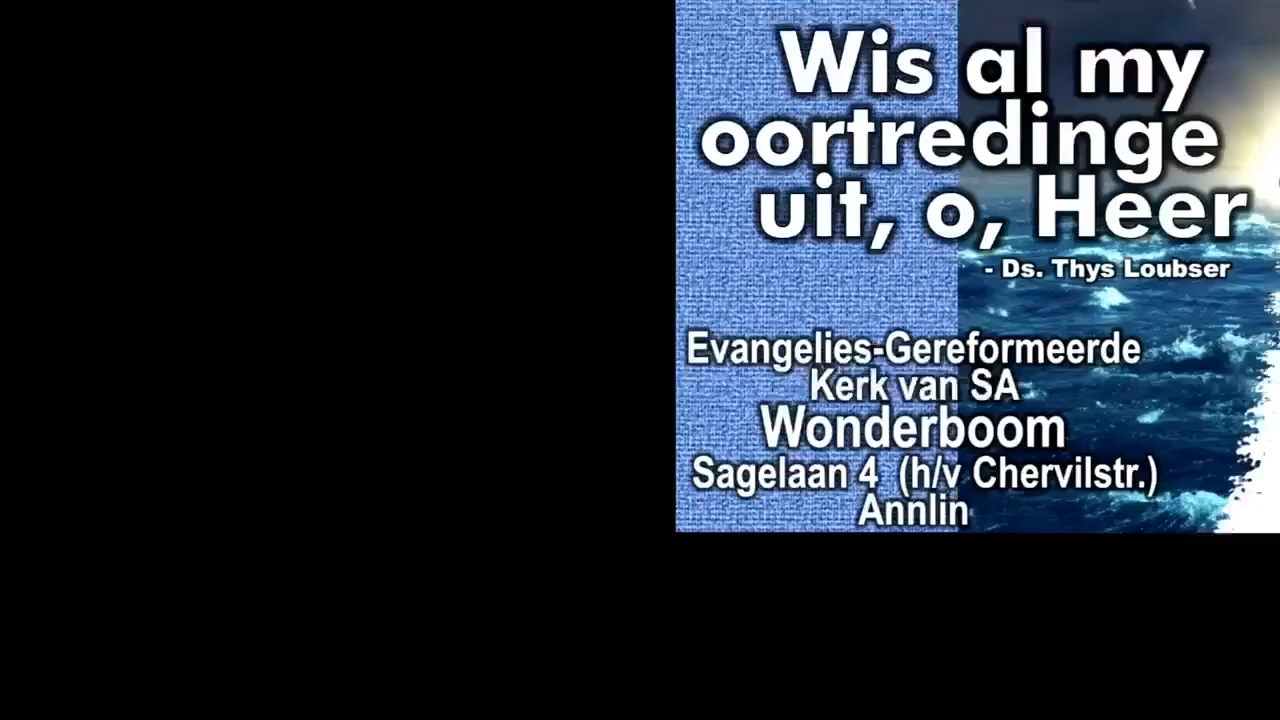 Wis al my
oortredinge
uit, o, Heer
- Ds. Thys Loubser
Evangelies-Gereformeerde
Kerk van SA
Wonderboom
Sagelaan 4 (h/v Chervilstr.)
Annlin